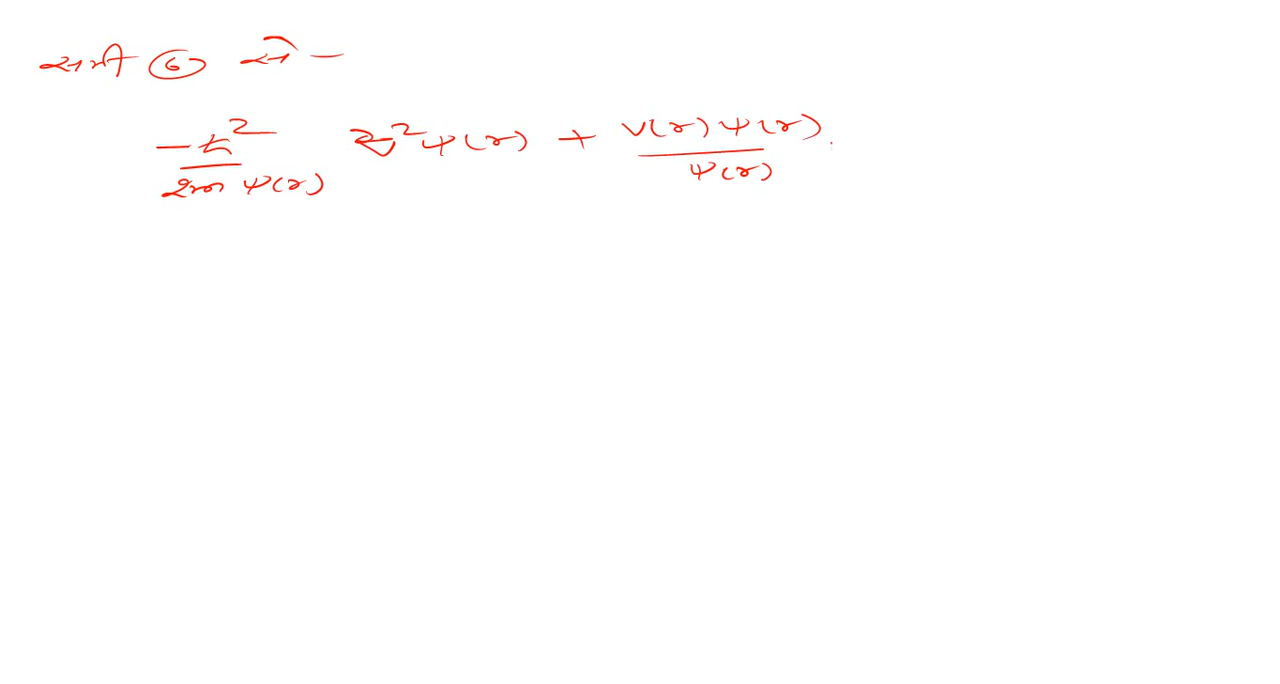 समी ⑥ से –
-ℏ² / 2m ψ(r) ∇²ψ(r) + V(r) ψ(r) / ψ(r)